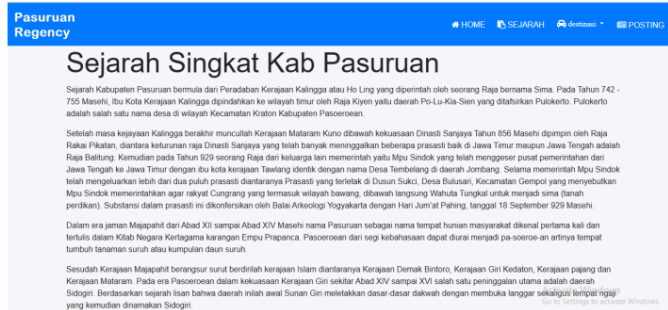 Pasuruan
Regency
HOME SEJARAH destinasi POSTING
Sejarah Singkat Kab Pasuruan
Sejarah Kabupaten Pasuruan bermula dari Peradaban Kerajaan Kalingga atau Ho Ling yang diperintah oleh seorang Raja bernama Sima. Pada Tahun 742 -
755 Masehi, Ibu Kota Kerajaan Kalingga dipindahkan ke wilayah timur oleh Raja Kiyen yaitu daerah Po-Lu-Kia-Sien yang ditafsirkan Pulokerto. Pulokerto
adalah salah satu nama desa di wilayah Kecamatan Kraton Kabupaten Pasoeroean.
Setelah masa kejayaan Kalingga berakhir muncullah Kerajaan Mataram Kuno dibawah kekuasaan Dinasti Sanjaya Tahun 856 Masehi dipimpin oleh Raja
Rakai Pikatan, diantara keturunan raja Dinasti Sanjaya yang telah banyak meninggalkan beberapa prasasti baik di Jawa Timur maupun Jawa Tengah adalah
Raja Balitung. Kemudian pada Tahun 929 seorang Raja dari keluarga lain memerintah yaitu Mpu Sindok yang telah menggeser pusat pemerintahan dari
Jawa Tengah ke Jawa Timur dengan ibu kota kerajaan Tawlang identik dengan nama Desa Tembelang di daerah Jombang. Selama memerintah Mpu Sindok
telah mengeluarkan lebih dari dua puluh prasasti diantaranya Prasasti yang terletak di Dusun Sukci, Desa Bulusari, Kecamatan Gempol yang menyebutkan
Mpu Sindok memerintahkan agar rakyat Cungrang yang termasuk wilayah bawang, dibawah langsung Wahuta Tungkal untuk menjadi sima (tanah
perdikan). Substansi dalam prasasti ini dikonfersikan oleh Balai Arkeologi Yogyakarta dengan Hari Jum'at Pahing, tanggal 18 September 929 Masehi.
Dalam era jaman Majapahit dari Abad XII sampai Abad XIV Masehi nama Pasuruan sebagai nama tempat hunian masyarakat dikenal pertama kali dan
tertulis dalam Kitab Negara Kertagama karangan Empu Prapanca. Pasoeroean dari segi kebahasaan dapat diurai menjadi pa-soeroe-an artinya tempat
tumbuh tanaman suruh atau kumpulan daun suruh.
Sesudah Kerajaan Majapahit berangsur surut berdirilah kerajaan Islam diantaranya Kerajaan Demak Bintoro, Kerajaan Giri Kedaton, Kerajaan pajang dan
Kerajaan Mataram. Pada era Pasoeroean dalam kekuasaan Kerajaan Giri sekitar Abad XIV sampai XVI salah satu peninggalan utama adalah daerah
Sidogiri. Berdasarkan sejarah lisan bahwa daerah inilah awal Sunan Giri meletakkan dasar-dasar dakwah dengan membuka langgar sekaligus tempat ngaji
yang kemudian dinamakan Sidogiri.
Activate Windows
Go to Settings to activate Windows.